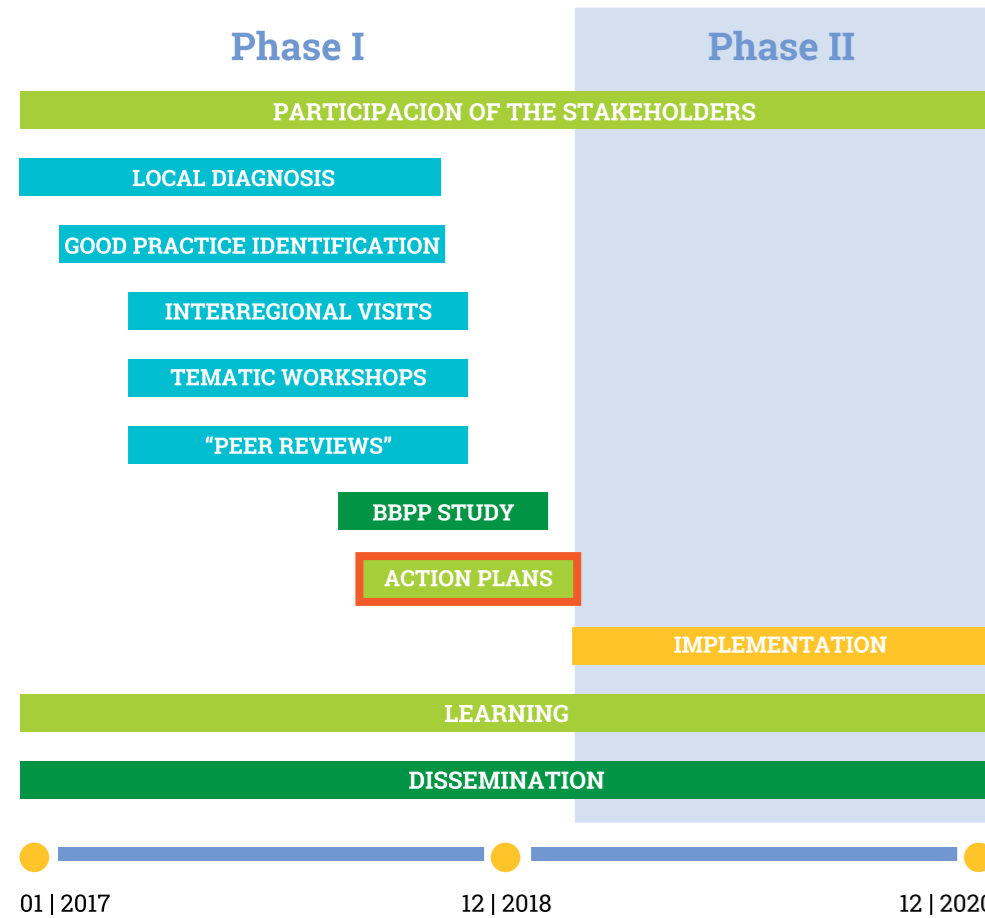 Phase I
Phase II
PARTICIPACION OF THE STAKEHOLDERS
LOCAL DIAGNOSIS
GOOD PRACTICE IDENTIFICATION
INTERREGIONAL VISITS
TEMATIC WORKSHOPS
“PEER REVIEWS”
BBPP STUDY
ACTION PLANS
IMPLEMENTATION
LEARNING
DISSEMINATION
01 | 2017
12 | 2018
12 | 2020